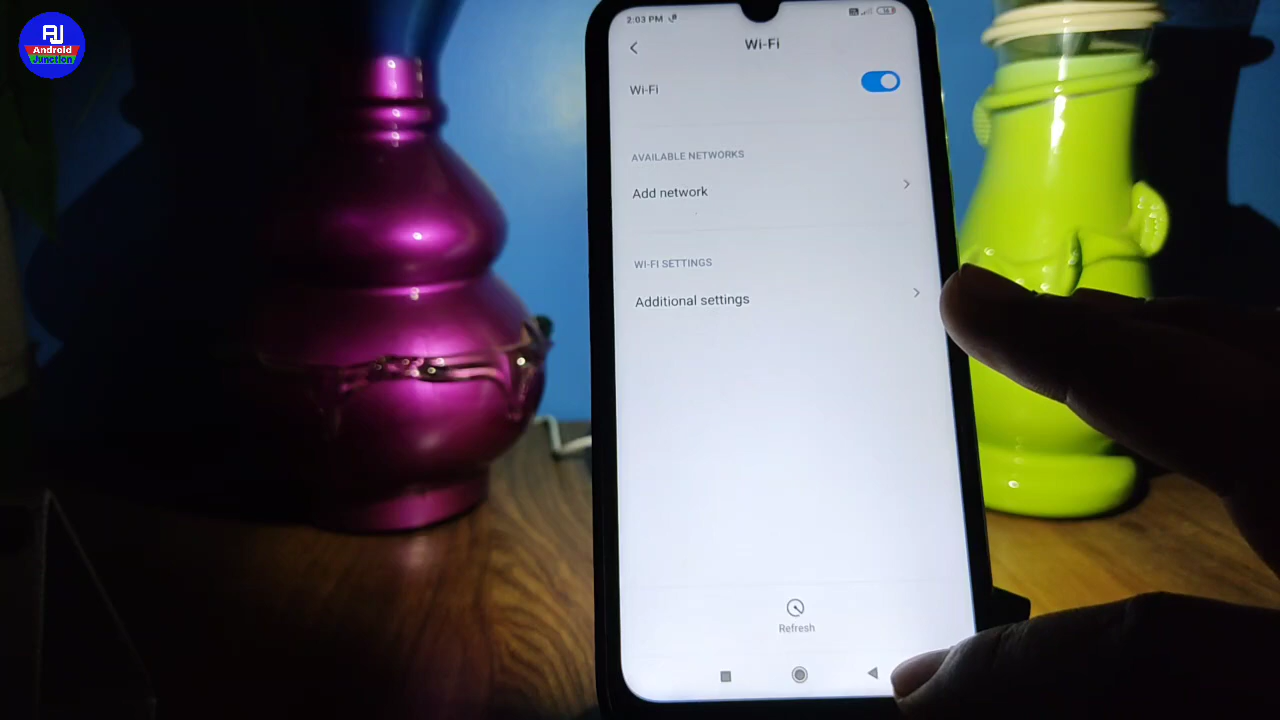 AJ
Android
Junction
2:03 PM
Wi-Fi
Wi-Fi
AVAILABLE NETWORKS
Add network
WI-FI SETTINGS
Additional settings
Refresh